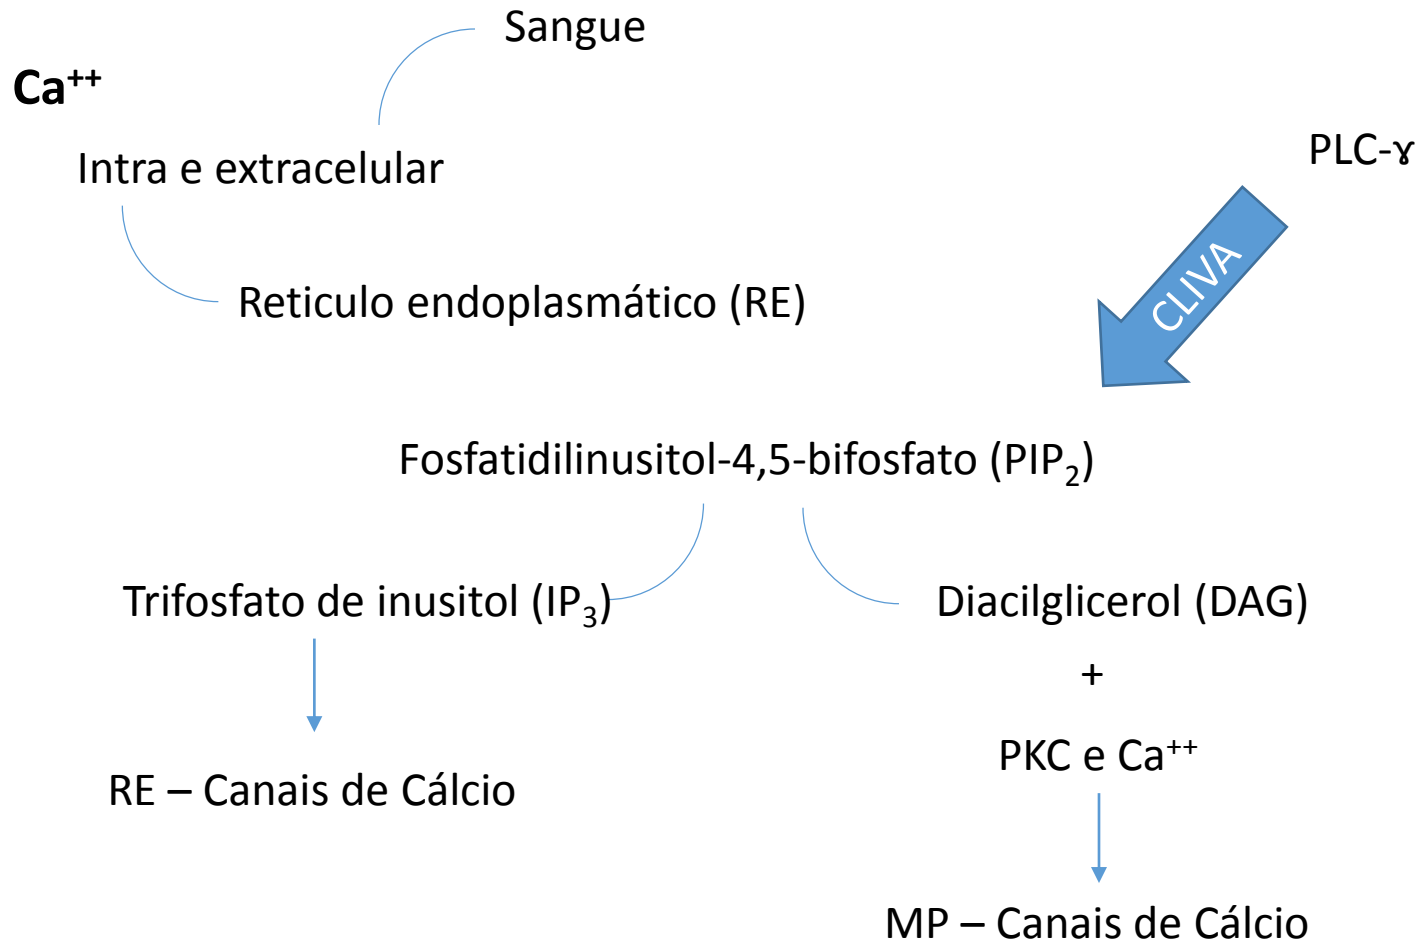 Sangue
Ca⁺⁺
Intra e extracelular
PLC-ɤ
CLIVA
Reticulo endoplasmático (RE)
Fosfatidilinusitol-4,5-bifosfato (PIP₂)
Trifosfato de inusitol (IP₃)
Diacilglicerol (DAG)
+
PKC e Ca⁺⁺
RE – Canais de Cálcio
MP – Canais de Cálcio